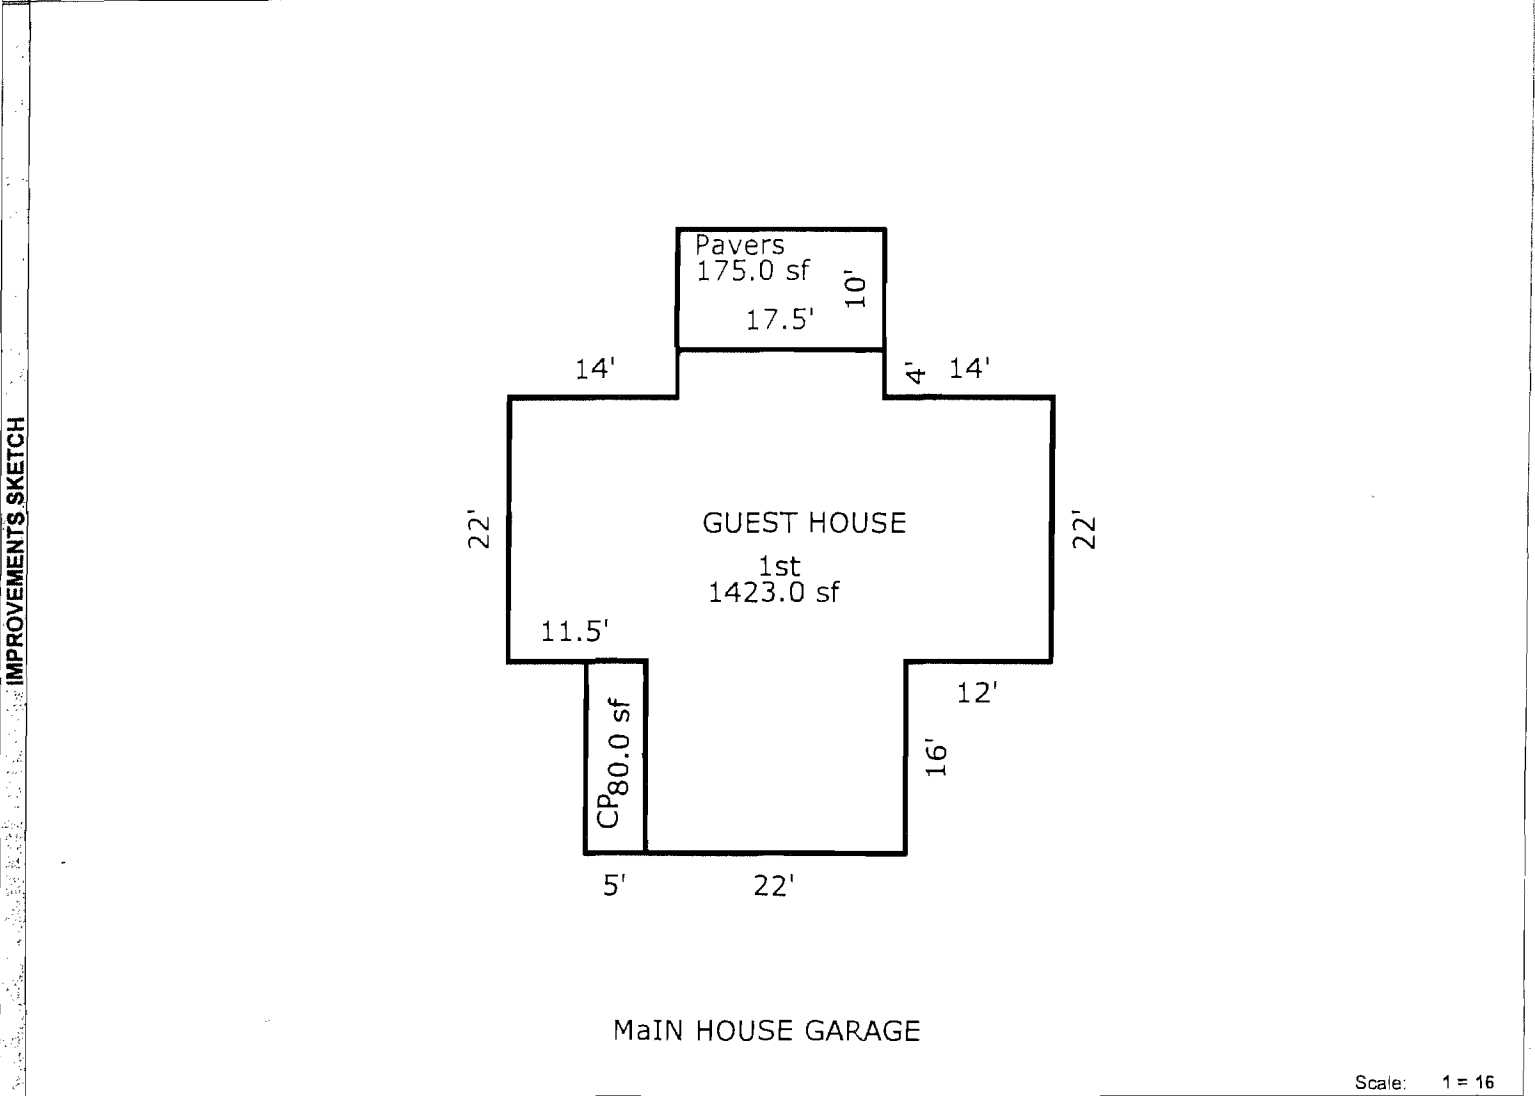 Pavers
175.0 sf
10'
17.5'
14'
4'
14'
IMPROVEMENTS SKETCH
22'
GUEST HOUSE
22'
1st
1423.0 sf
11.5'
12'
CP 80.0 sf
16'
5'
22'
MaIN HOUSE GARAGE
Scale: 1 = 16